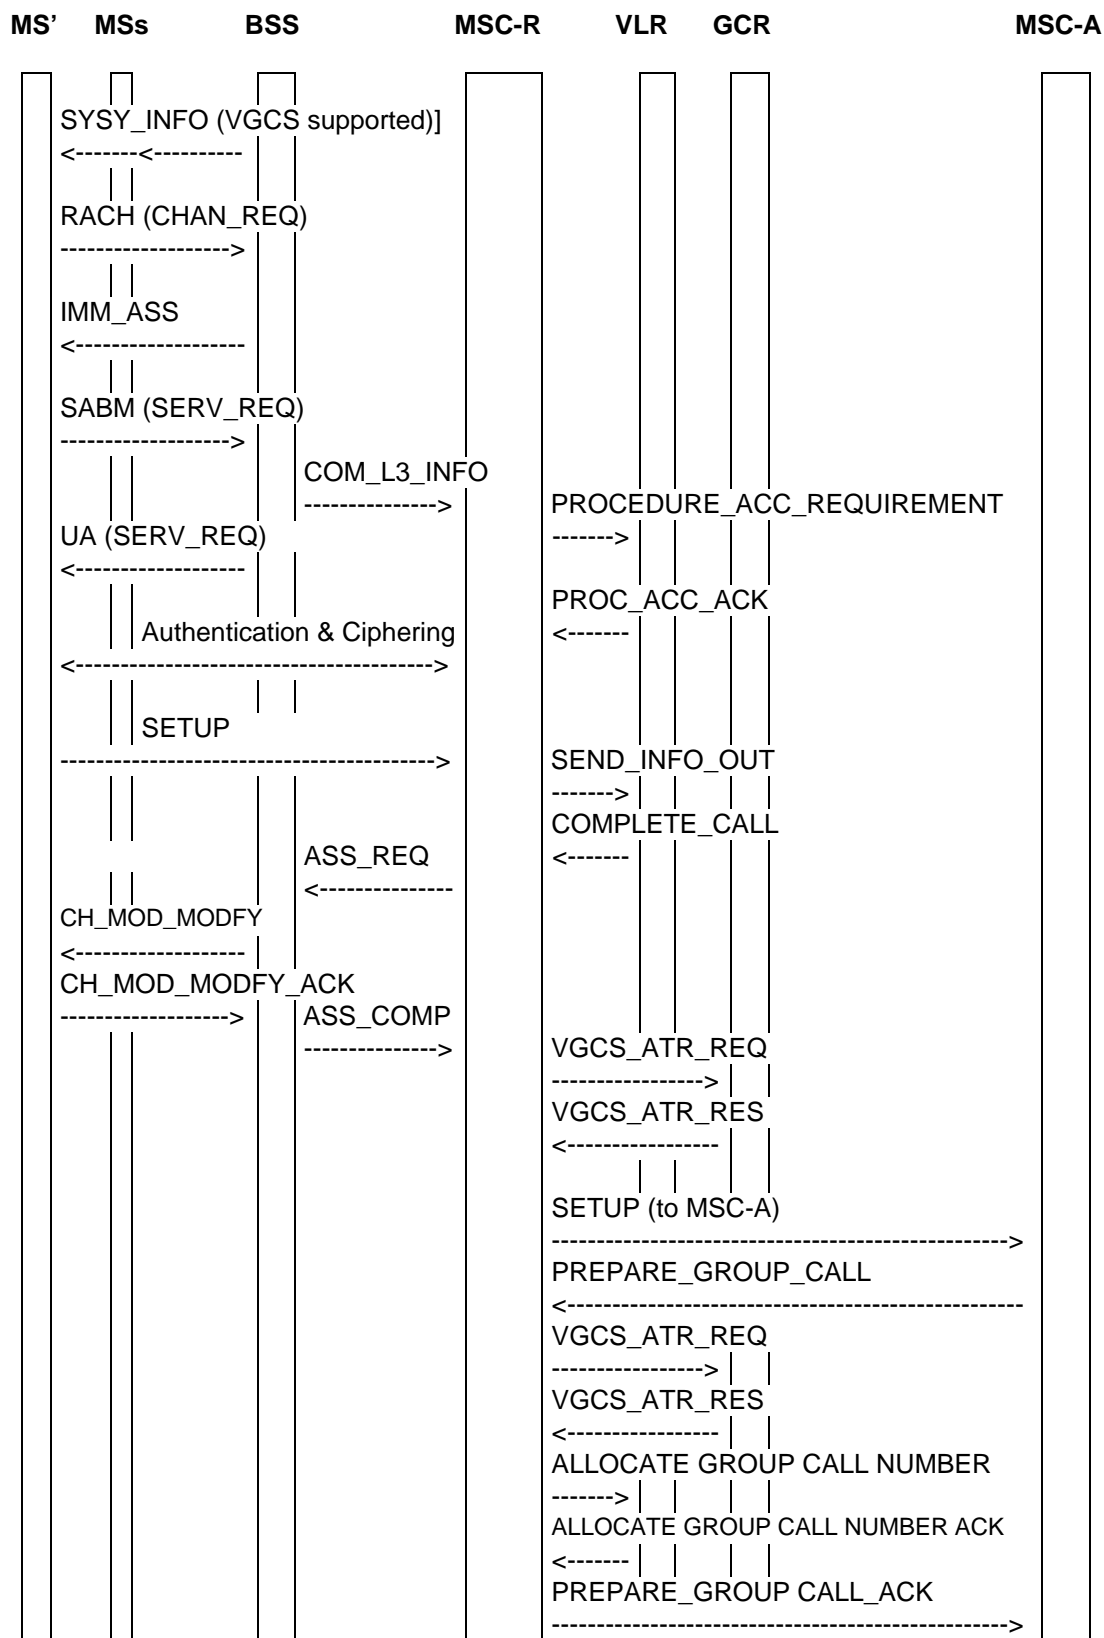 MS’ MSs BSS MSC-R VLR GCR MSC-A
SYSY_INFO (VGCS supported)]
<-------<----------
RACH (CHAN_REQ)
------------------->
IMM_ASS
<-------------------
SABM (SERV_REQ)
------------------->
COM_L3_INFO
---------------> PROCEDURE_ACC_REQUIREMENT
UA (SERV_REQ) ------->
<-------------------
PROC_ACC_ACK
Authentication & Ciphering <-------
<---------------------------------------->
SETUP
------------------------------------------> SEND_INFO_OUT
------->
COMPLETE_CALL
ASS_REQ <-------
<---------------
CH_MOD_MODFY
<-------------------
CH_MOD_MODFY_ACK
-------------------> ASS_COMP
---------------> VGCS_ATR_REQ
----------------->
VGCS_ATR_RES
<-----------------
SETUP (to MSC-A)
--------------------------------------------------->
PREPARE_GROUP_CALL
<---------------------------------------------------
VGCS_ATR_REQ
----------------->
VGCS_ATR_RES
<-----------------
ALLOCATE GROUP CALL NUMBER
------->
ALLOCATE GROUP CALL NUMBER ACK
<-------
PREPARE_GROUP CALL_ACK
--------------------------------------------------->